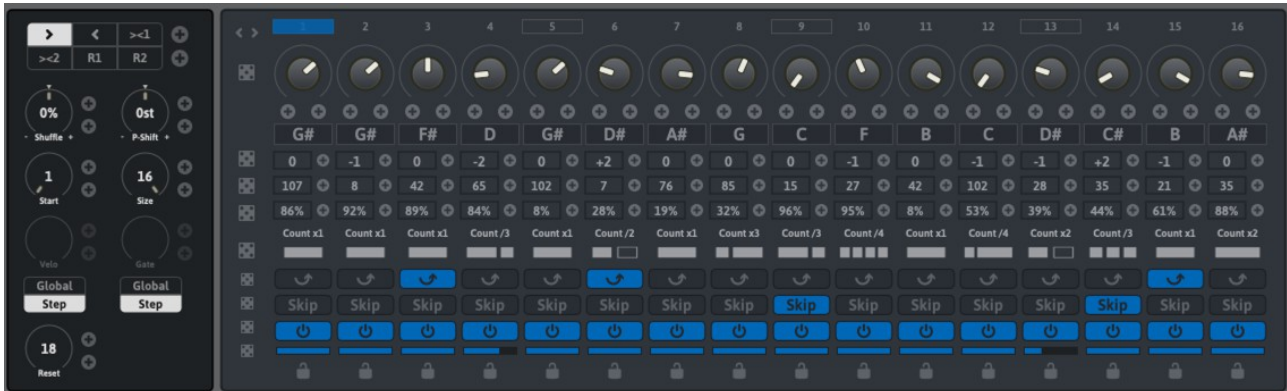 > < ><1
><2 R1 R2
0% 0st
- Shuffle + - P-Shift +
1 16
Start Size
Velo Gate
Global Global
Step Step
18
Reset
< > 1 2 3 4 5 6 7 8 9 10 11 12 13 14 15 16
G# G# F# D G# D# A# G C F B C D# C# B A#
0 -1 0 -2 0 +2 0 0 0 -1 0 -1 -1 +2 -1 0
107 8 42 65 102 7 76 85 15 27 42 102 28 35 21 35
86% 92% 89% 84% 8% 28% 19% 32% 96% 95% 8% 53% 39% 44% 61% 88%
Count x1 Count x1 Count x1 Count /3 Count x1 Count /2 Count x1 Count x3 Count /3 Count /4 Count x1 Count /4 Count x2 Count /3 Count x1 Count x2
Skip Skip Skip Skip Skip Skip Skip Skip Skip Skip Skip Skip Skip Skip Skip Skip